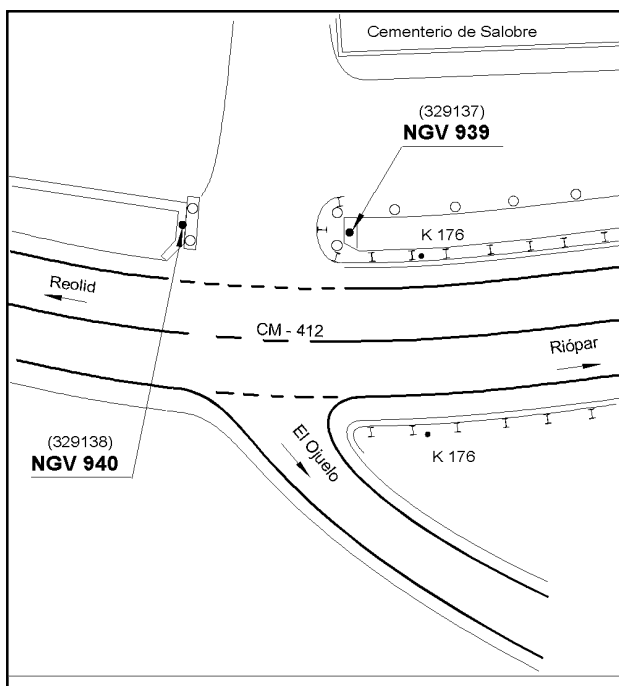 Cementerio de Salobre
(329137)
NGV 939
K 176
Reolid
CM - 412
Riópar
El Ojuelo
(329138)
NGV 940
K 176